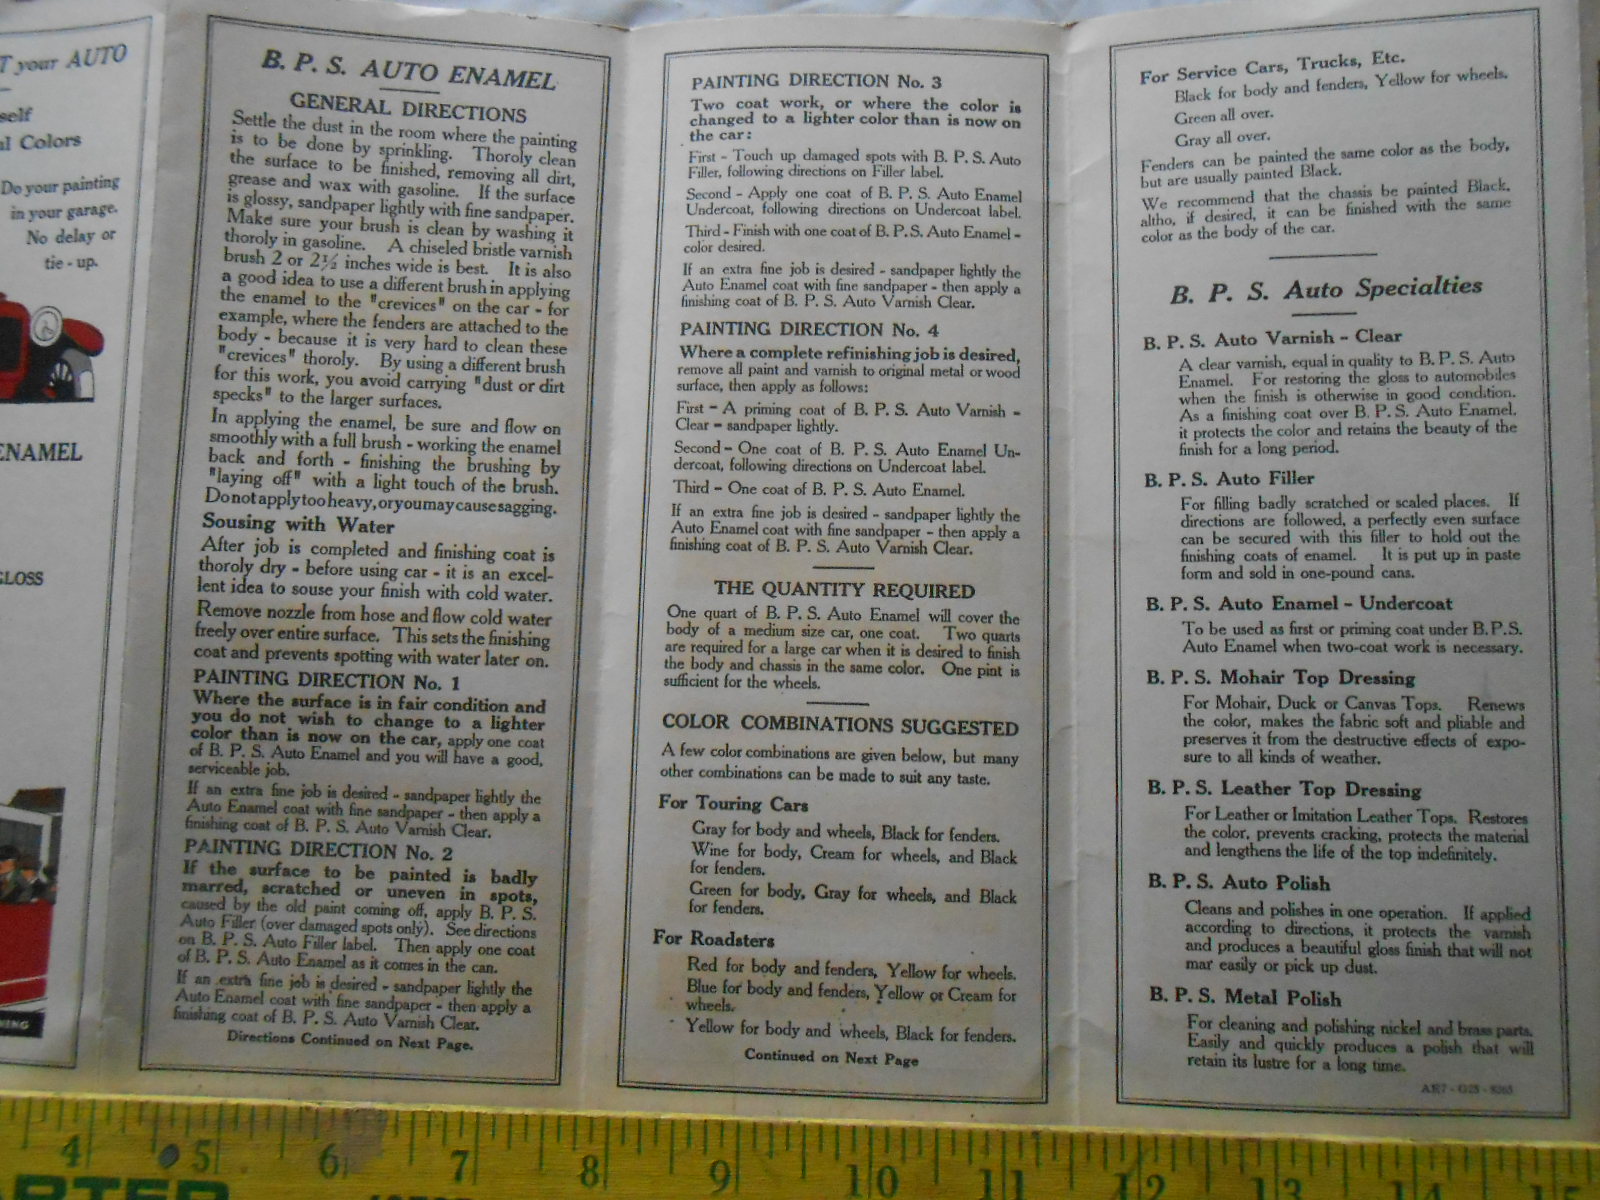 T your AUTO
self
al Colors
Do your painting
in your garage.
No delay or
tie - up.
ENAMEL
GLOSS
NING
B. P. S. AUTO ENAMEL
GENERAL DIRECTIONS
Settle the dust in the room where the painting
is to be done by sprinkling. Thoroly clean
the surface to be finished, removing all dirt,
grease and wax with gasoline. If the surface
is glossy, sandpaper lightly with fine sandpaper.
Make sure your brush is clean by washing it
thoroly in gasoline. A chiseled bristle varnish
brush 2 or 2½ inches wide is best. It is also
a good idea to use a different brush in applying
the enamel to the "crevices" on the car - for
example, where the fenders are attached to the
body - because it is very hard to clean these
"crevices" thoroly. By using a different brush
for this work, you avoid carrying "dust or dirt
specks" to the larger surfaces.
In applying the enamel, be sure and flow on
smoothly with a full brush - working the enamel
back and forth - finishing the brushing by
"laying off" with a light touch of the brush.
Do not apply too heavy, or you may cause sagging.
Sousing with Water
After job is completed and finishing coat is
thoroly dry - before using car - it is an excel-
lent idea to souse your finish with cold water.
Remove nozzle from hose and flow cold water
freely over entire surface. This sets the finishing
coat and prevents spotting with water later on.
PAINTING DIRECTION No. 1
Where the surface is in fair condition and
you do not wish to change to a lighter
color than is now on the car, apply one coat
of B. P. S. Auto Enamel and you will have a good,
serviceable job.
If an extra fine job is desired - sandpaper lightly the
Auto Enamel coat with fine sandpaper - then apply a
finishing coat of B. P. S. Auto Varnish Clear.
PAINTING DIRECTION No. 2
If the surface to be painted is badly
marred, scratched or uneven in spots,
caused by the old paint coming off, apply B. P. S.
Auto Filler (over damaged spots only). See directions
on B. P. S. Auto Filler label. Then apply one coat
of B. P. S. Auto Enamel as it comes in the can.
If an extra fine job is desired - sandpaper lightly the
Auto Enamel coat with fine sandpaper - then apply a
finishing coat of B. P. S. Auto Varnish Clear.
Directions Continued on Next Page.
PAINTING DIRECTION No. 3
Two coat work, or where the color is
changed to a lighter color than is now on
the car:
First - Touch up damaged spots with B. P. S. Auto
Filler, following directions on Filler label.
Second - Apply one coat of B. P. S. Auto Enamel
Undercoat, following directions on Undercoat label.
Third - Finish with one coat of B. P. S. Auto Enamel -
color desired.
If an extra fine job is desired - sandpaper lightly the
Auto Enamel coat with fine sandpaper - then apply a
finishing coat of B. P. S. Auto Varnish Clear.
PAINTING DIRECTION No. 4
Where a complete refinishing job is desired,
remove all paint and varnish to original metal or wood
surface, then apply as follows:
First - A priming coat of B. P. S. Auto Varnish -
Clear - sandpaper lightly.
Second - One coat of B. P. S. Auto Enamel Un-
dercoat, following directions on Undercoat label.
Third - One coat of B. P. S. Auto Enamel.
If an extra fine job is desired - sandpaper lightly the
Auto Enamel coat with fine sandpaper - then apply a
finishing coat of B. P. S. Auto Varnish Clear.
THE QUANTITY REQUIRED
One quart of B. P. S. Auto Enamel will cover the
body of a medium size car, one coat. Two quarts
are required for a large car when it is desired to finish
the body and chassis in the same color. One pint is
sufficient for the wheels.
COLOR COMBINATIONS SUGGESTED
A few color combinations are given below, but many
other combinations can be made to suit any taste.
For Touring Cars
Gray for body and wheels, Black for fenders.
Wine for body, Cream for wheels, and Black
for fenders.
Green for body, Gray for wheels, and Black
for fenders.
For Roadsters
Red for body and fenders, Yellow for wheels.
Blue for body and fenders, Yellow or Cream for
wheels.
Yellow for body and wheels, Black for fenders.
Continued on Next Page
For Service Cars, Trucks, Etc.
Black for body and fenders, Yellow for wheels.
Green all over.
Gray all over.
Fenders can be painted the same color as the body,
but are usually painted Black.
We recommend that the chassis be painted Black,
altho, if desired, it can be finished with the same
color as the body of the car.
B. P. S. Auto Specialties
B. P. S. Auto Varnish - Clear
A clear varnish, equal in quality to B. P. S. Auto
Enamel. For restoring the gloss to automobiles
when the finish is otherwise in good condition.
As a finishing coat over B. P. S. Auto Enamel,
it protects the color and retains the beauty of the
finish for a long period.
B. P. S. Auto Filler
For filling badly scratched or scaled places. If
directions are followed, a perfectly even surface
can be secured with this filler to hold out the
finishing coats of enamel. It is put up in paste
form and sold in one-pound cans.
B. P. S. Auto Enamel - Undercoat
To be used as first or priming coat under B. P. S.
Auto Enamel when two-coat work is necessary.
B. P. S. Mohair Top Dressing
For Mohair, Duck or Canvas Tops. Renews
the color, makes the fabric soft and pliable and
preserves it from the destructive effects of expo-
sure to all kinds of weather.
B. P. S. Leather Top Dressing
For Leather or Imitation Leather Tops. Restores
the color, prevents cracking, protects the material
and lengthens the life of the top indefinitely.
B. P. S. Auto Polish
Cleans and polishes in one operation. If applied
according to directions, it protects the varnish
and produces a beautiful gloss finish that will not
mar easily or pick up dust.
B. P. S. Metal Polish
For cleaning and polishing nickel and brass parts.
Easily and quickly produces a polish that will
retain its lustre for a long time.
4 5 6 7 8 9 10 11 12 13 14 15